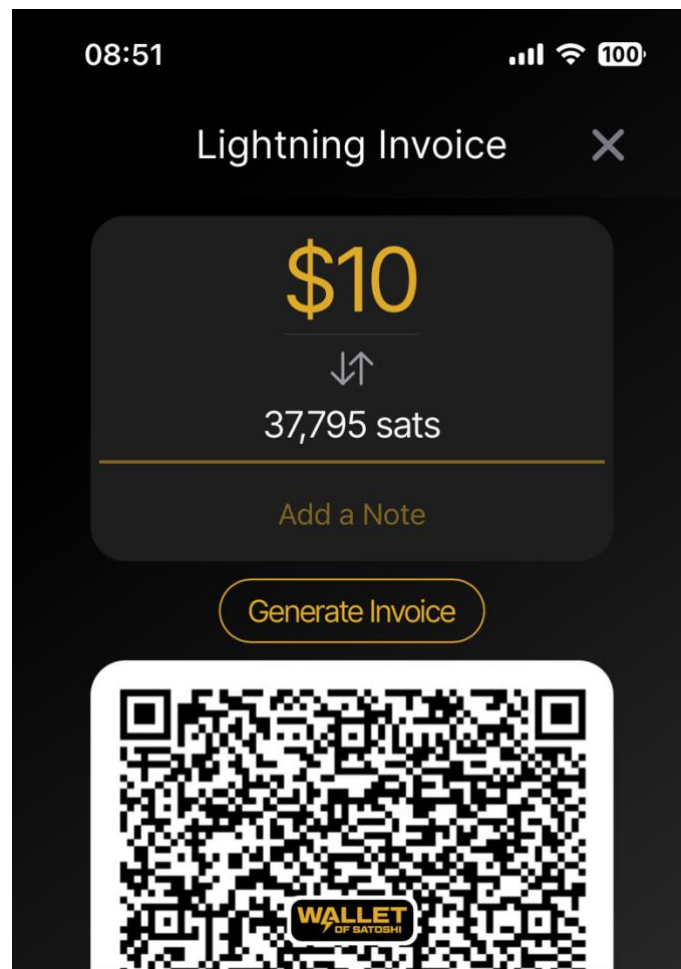 08:51
100
Lightning Invoice
$10
37,795 sats
Add a Note
Generate Invoice
WALLET
OF SATOSHI